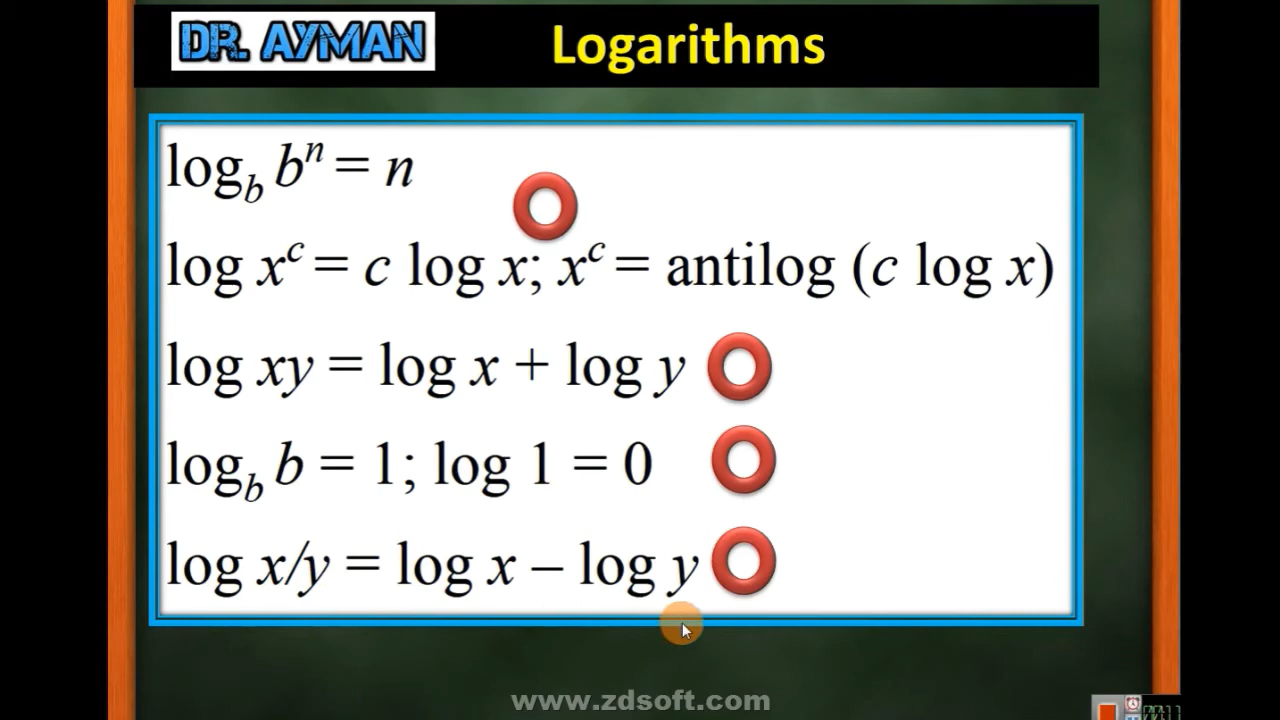 DR. AYMAN
Logarithms
log_b b^n = n
log x^c = c log x; x^c = antilog (c log x)
log xy = log x + log y
log_b b = 1; log 1 = 0
log x/y = log x – log y
www.zdsoft.com